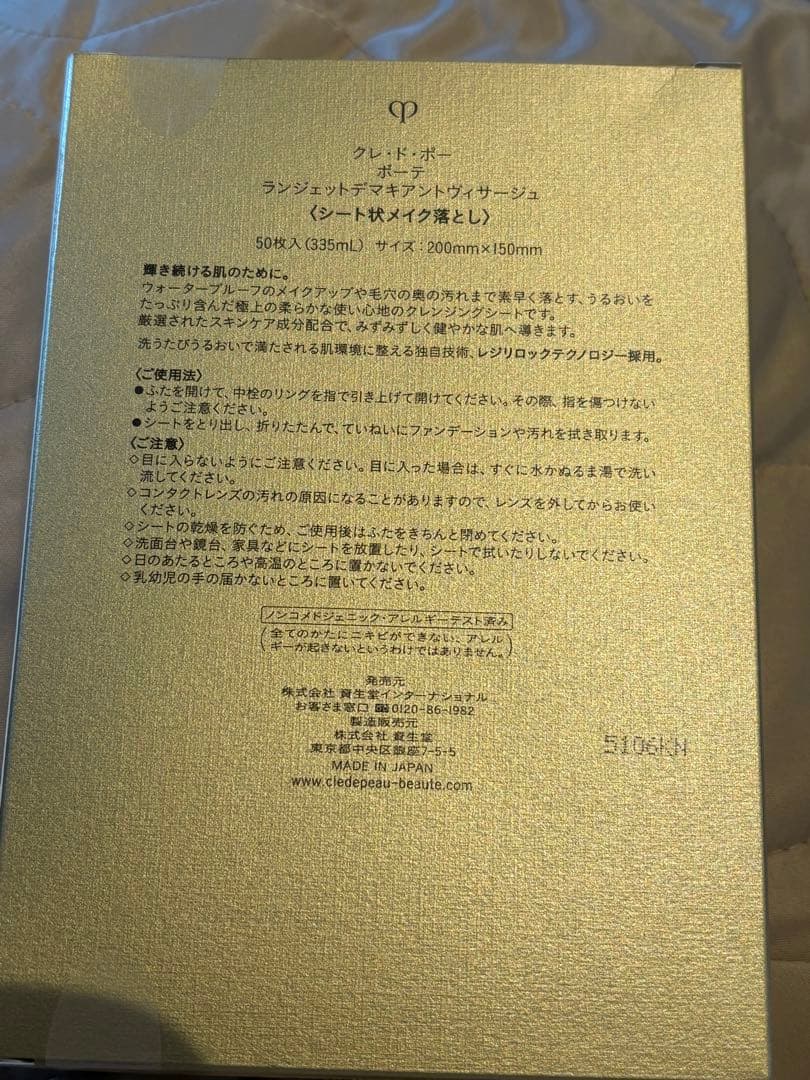 クレ・ド・ポー
ボーテ
ランジェットデマキアントヴィサージュ
〈シート状メイク落とし〉
50枚入(335mL) サイズ:200mm×150mm
輝き続ける肌のために。
ウォータープルーフのメイクアップや毛穴の奥の汚れまで素早く落とす、うるおいを
たっぷり含んだ極上の柔らかな使い心地のクレンジングシートです。
厳選されたスキンケア成分配合で、みずみずしく健やかな肌へ導きます。
洗うたびうるおいで満たされる肌環境に整える独自技術、レジリロックテクノロジー採用。
〈ご使用法〉
●ふたを開けて、中栓のリングを指で引き上げて開けてください。その際、指を傷つけない
ようご注意ください。
●シートをとり出し、折りたたんで、ていねいにファンデーションや汚れを拭き取ります。
〈ご注意〉
◇目に入らないようにご注意ください。目に入った場合は、すぐに水かぬるま湯で洗い
流してください。
◇コンタクトレンズの汚れの原因になることがありますので、レンズを外してからお使い
ください。
◇シートの乾燥を防ぐため、ご使用後はふたをきちんと閉めてください。
◇洗面台や鏡台、家具などにシートを放置したり、シートで拭いたりしないでください。
◇日のあたるところや高温のところに置かないでください。
◇乳幼児の手の届かないところに置いてください。
ノンコメドジェニック・アレルギーテスト済み
(全てのかたにニキビができない、アレル
ギーが起きないというわけではありません。)
発売元
株式会社 資生堂インターナショナル
お客さま窓口 0120-86-1982
製造販売元
株式会社 資生堂
東京都中央区銀座7-5-5
MADE IN JAPAN
www.cledepeau-beaute.com
5106KN